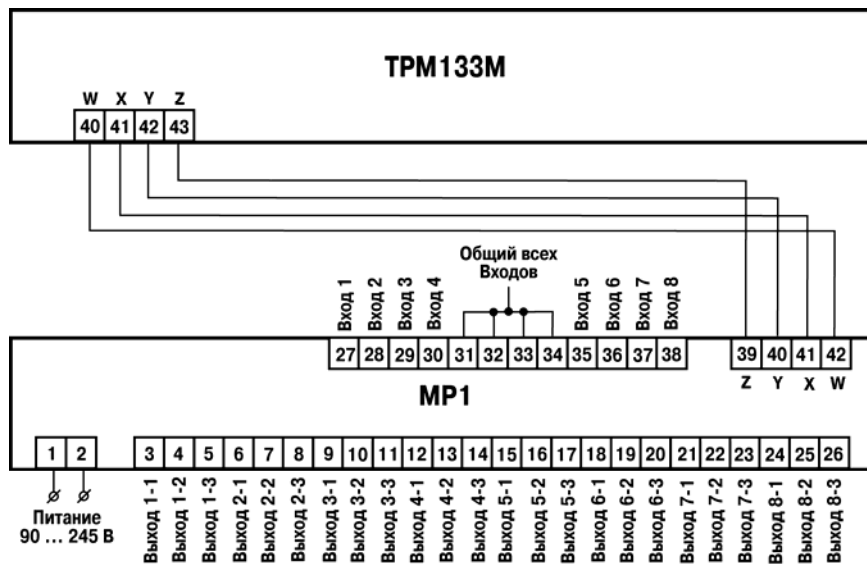 ТРМ133М
W X Y Z
40 41 42 43
Общий всех
Входов
Вход 1
Вход 2
Вход 3
Вход 4
Вход 5
Вход 6
Вход 7
Вход 8
27 28 29 30 31 32 33 34 35 36 37 38
39 40 41 42
Z Y X W
МР1
1 2
3 4 5 6 7 8 9 10 11 12 13 14 15 16 17 18 19 20 21 22 23 24 25 26
Питание
90 ... 245 В
Выход 1-1
Выход 1-2
Выход 1-3
Выход 2-1
Выход 2-2
Выход 2-3
Выход 3-1
Выход 3-2
Выход 3-3
Выход 4-1
Выход 4-2
Выход 4-3
Выход 5-1
Выход 5-2
Выход 5-3
Выход 6-1
Выход 6-2
Выход 6-3
Выход 7-1
Выход 7-2
Выход 7-3
Выход 8-1
Выход 8-2
Выход 8-3